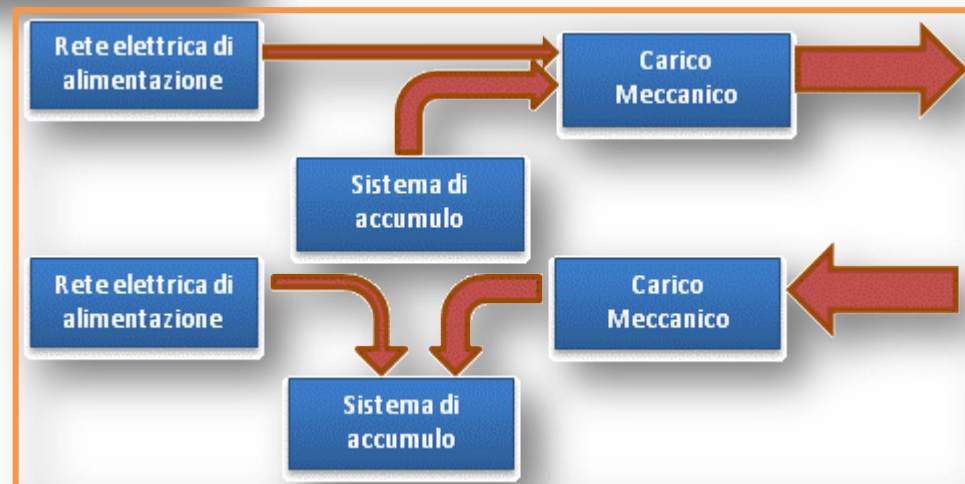 Rete elettrica di
alimentazione
Carico
Meccanico
Sistema di
accumulo
Rete elettrica di
alimentazione
Carico
Meccanico
Sistema di
accumulo